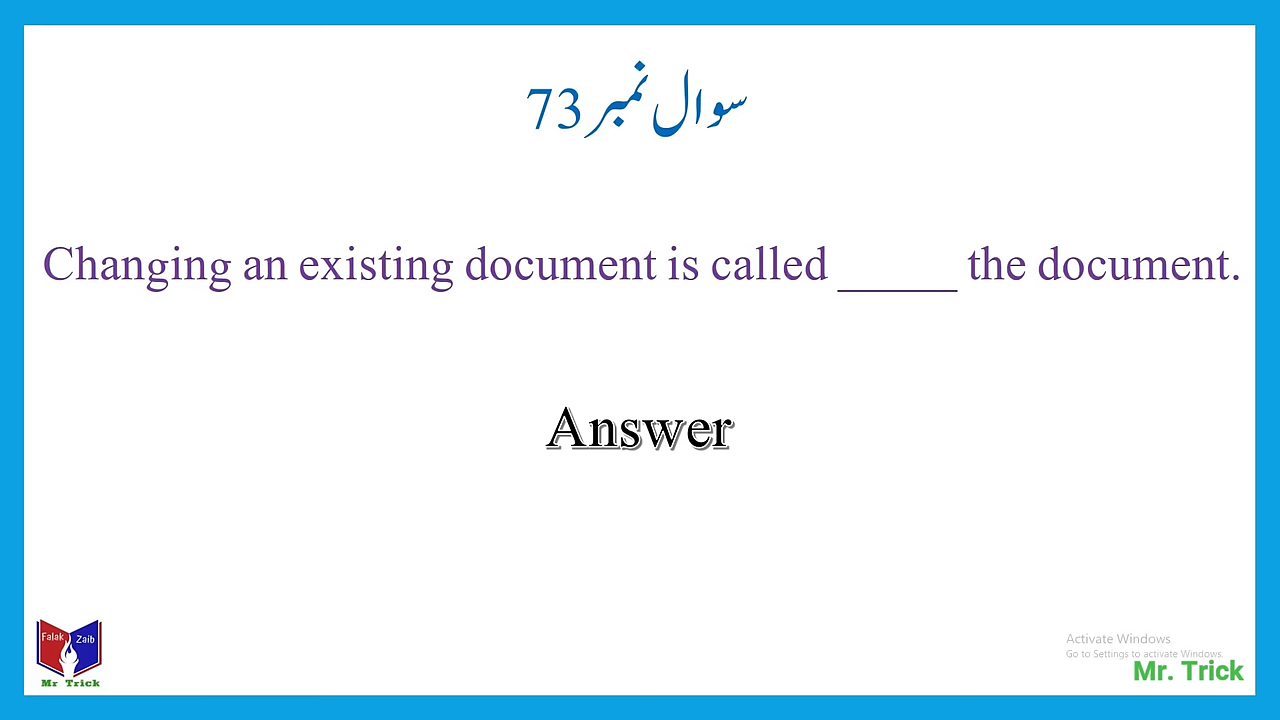 سوال نمبر 73
Changing an existing document is called _____ the document.
Answer
Falak Zaib
Mr Trick
Activate Windows
Go to Settings to activate Windows.
Mr. Trick